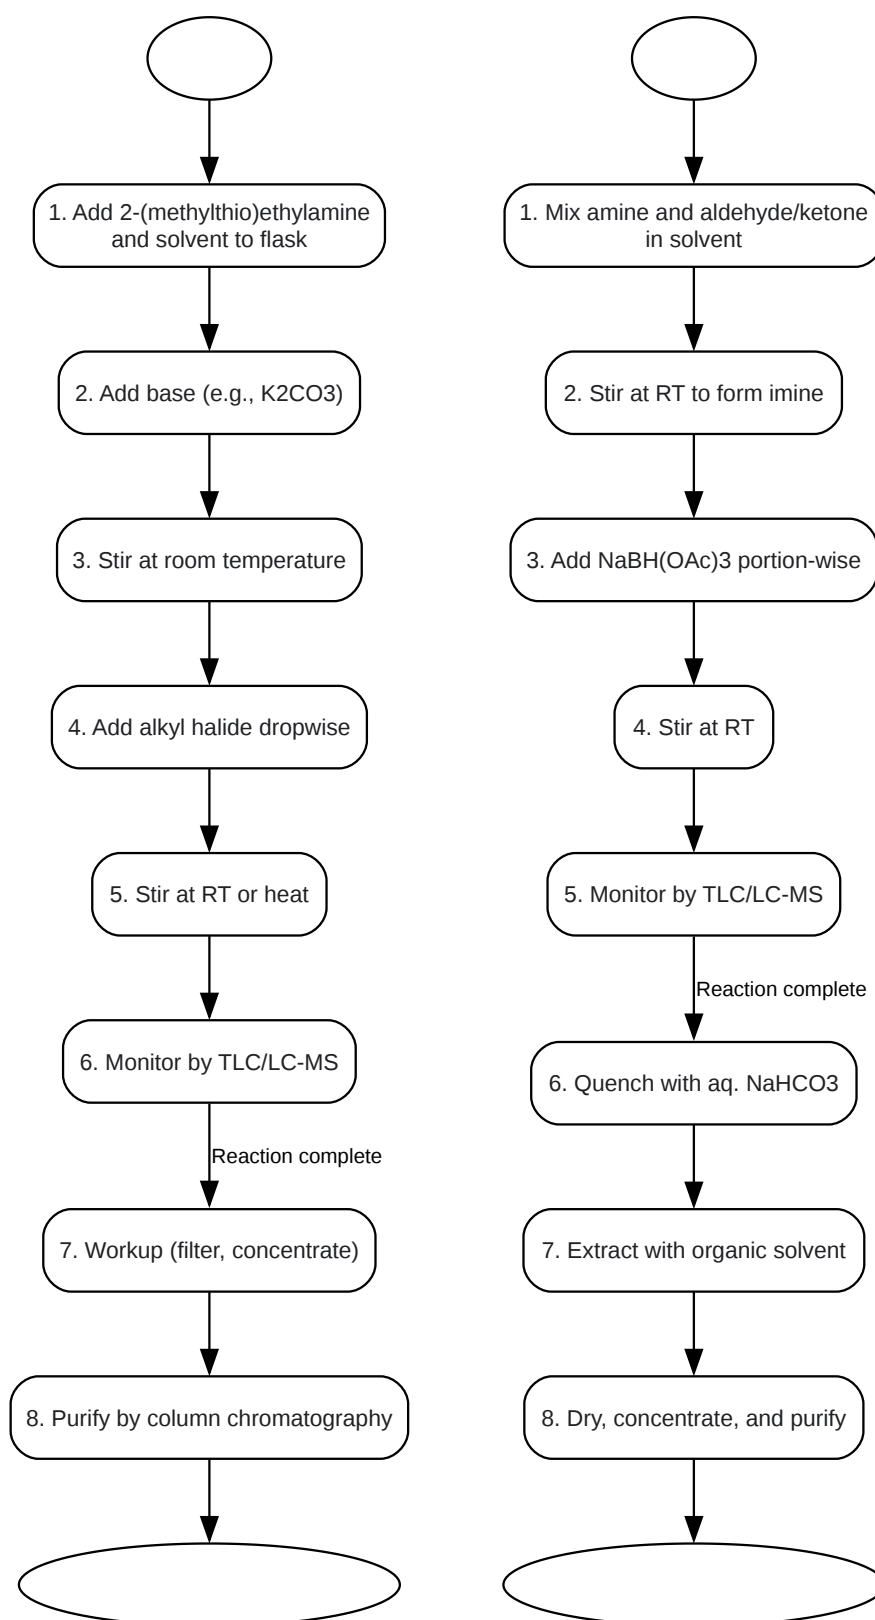 1. Add 2-(methylthio)ethylamine
and solvent to flask
2. Add base (e.g., K2CO3)
3. Stir at room temperature
4. Add alkyl halide dropwise
5. Stir at RT or heat
6. Monitor by TLC/LC-MS
Reaction complete
7. Workup (filter, concentrate)
8. Purify by column chromatography
1. Mix amine and aldehyde/ketone
in solvent
2. Stir at RT to form imine
3. Add NaBH(OAc)3 portion-wise
4. Stir at RT
5. Monitor by TLC/LC-MS
Reaction complete
6. Quench with aq. NaHCO3
7. Extract with organic solvent
8. Dry, concentrate, and purify